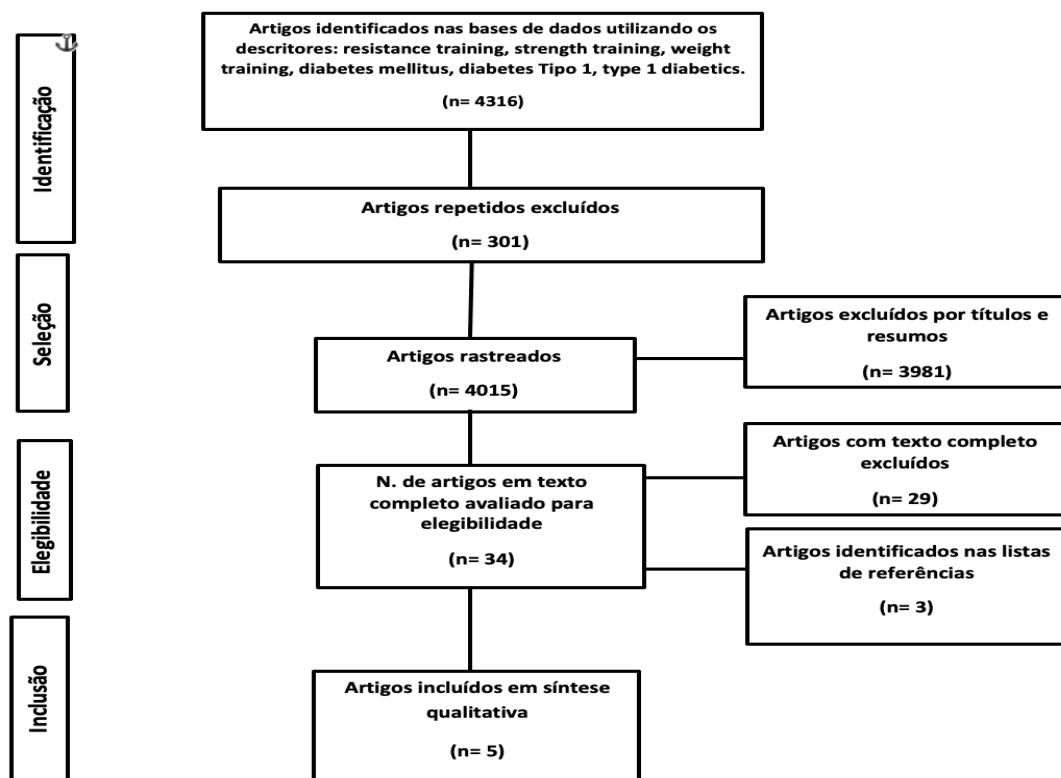 Identificação
Artigos identificados nas bases de dados utilizando os
descritores: resistance training, strength training, weight
training, diabetes mellitus, diabetes Tipo 1, type 1 diabetics.
(n= 4316)
Artigos repetidos excluídos
(n= 301)
Seleção
Artigos rastreados
(n= 4015)
Artigos excluídos por títulos e
resumos
(n= 3981)
Elegibilidade
N. de artigos em texto
completo avaliado para
elegibilidade
(n= 34)
Artigos com texto completo
excluídos
(n= 29)
Artigos identificados nas listas
de referências
(n= 3)
Inclusão
Artigos incluídos em síntese
qualitativa
(n= 5)